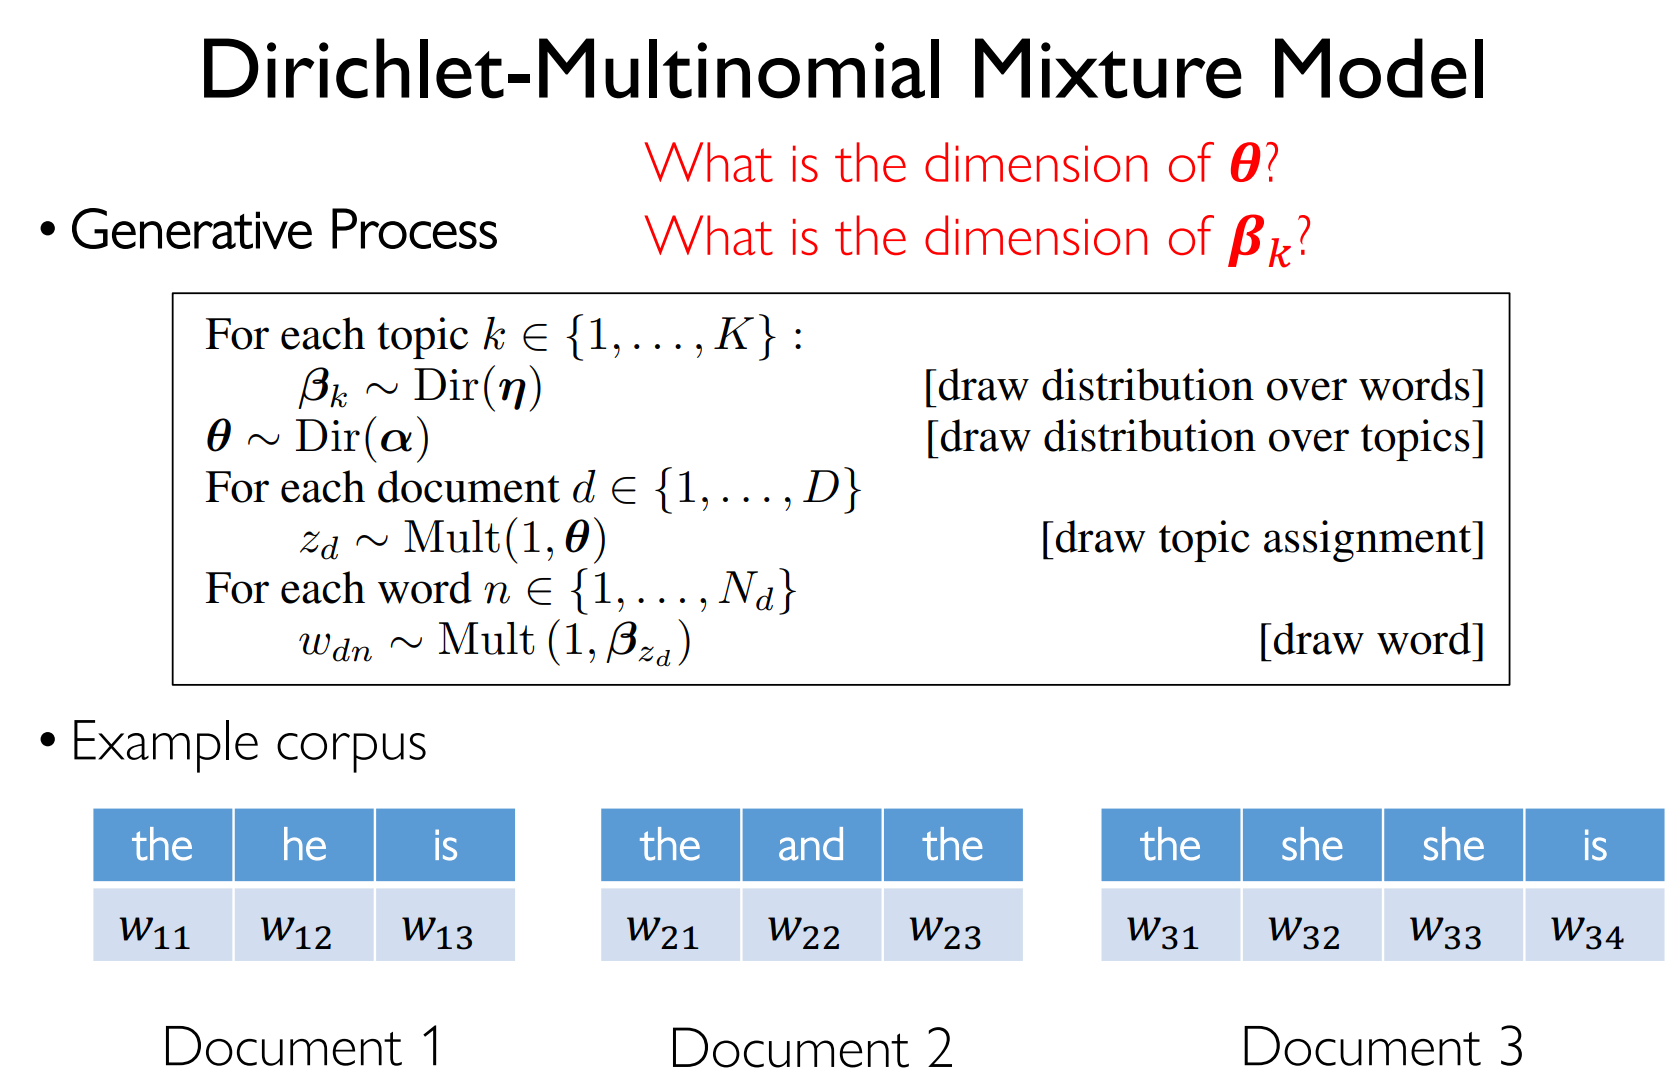 Dirichlet-Multinomial Mixture Model
What is the dimension of 𝜽?
• Generative Process
What is the dimension of 𝜷ₖ?
For each topic k ∈ {1, . . . , K} :
βₖ ∼ Dir(η) [draw distribution over words]
θ ∼ Dir(α) [draw distribution over topics]
For each document d ∈ {1, . . . , D}
z_d ∼ Mult(1, θ) [draw topic assignment]
For each word n ∈ {1, . . . , N_d}
w_dn ∼ Mult (1, β_z_d) [draw word]
• Example corpus
the he is the and the the she she is
w₁₁ w₁₂ w₁₃ w₂₁ w₂₂ w₂₃ w₃₁ w₃₂ w₃₃ w₃₄
Document 1 Document 2 Document 3